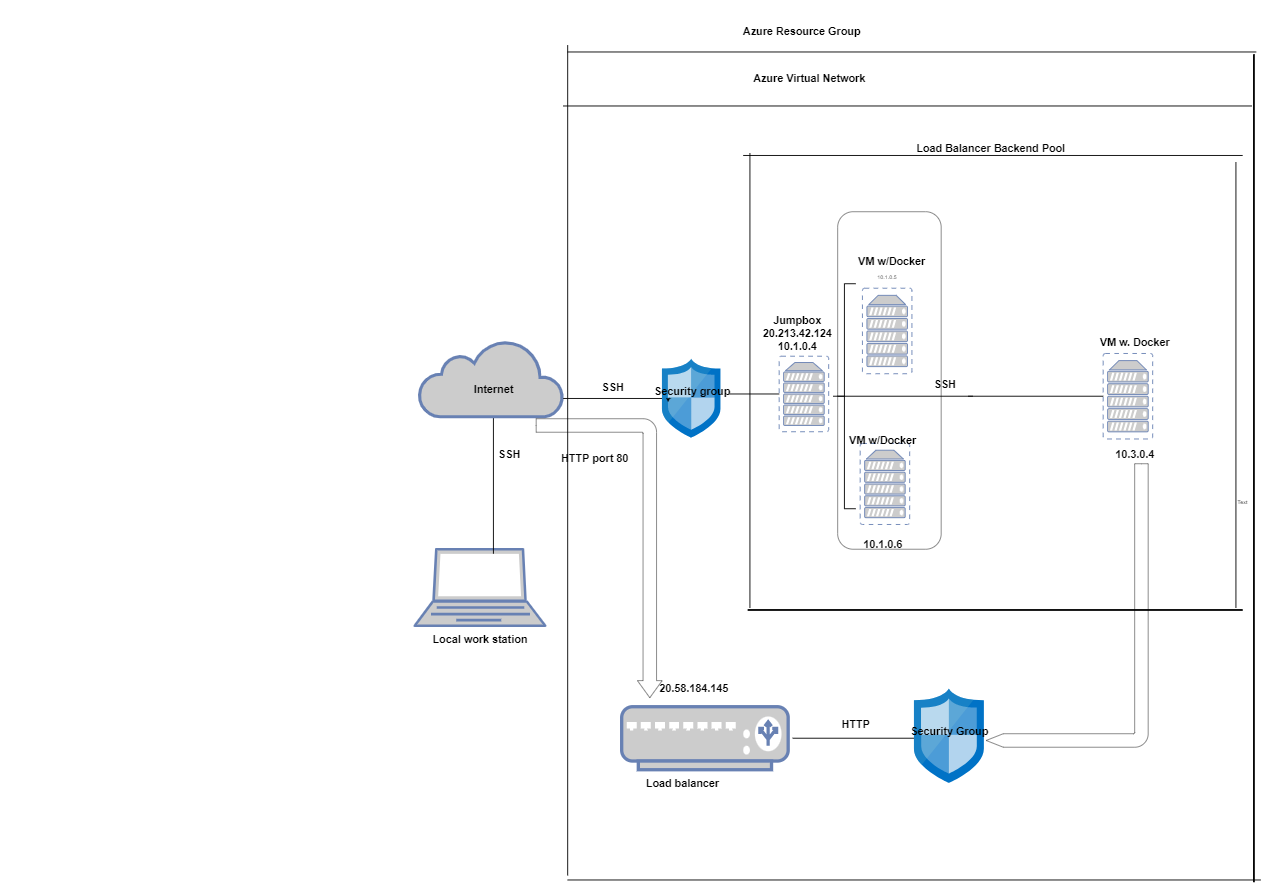 Azure Resource Group
Azure Virtual Network
Load Balancer Backend Pool
VM w/Docker
10.1.0.5
Jumpbox
20.213.42.124
10.1.0.4
VM w. Docker
Internet
SSH
Security group
SSH
VM w/Docker
SSH
HTTP port 80
10.3.0.4
Text
10.1.0.6
Local work station
20.58.184.145
HTTP
Security Group
Load balancer